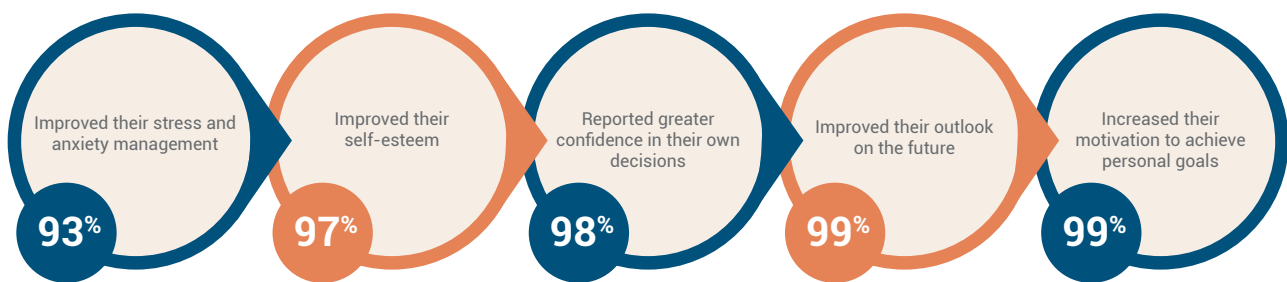 Improved their stress and
anxiety management
93%
Improved their
self-esteem
97%
Reported greater
confidence in their own
decisions
98%
Improved their outlook
on the future
99%
Increased their
motivation to achieve
personal goals
99%